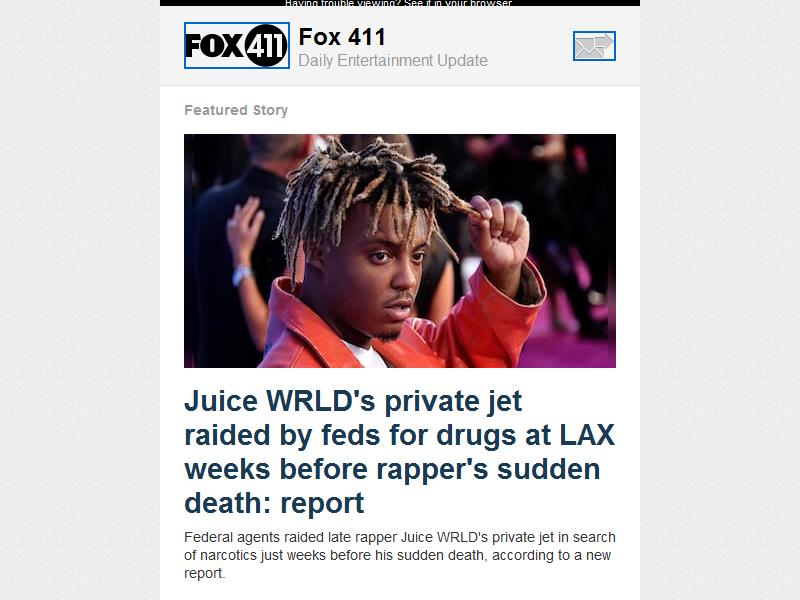 Having trouble viewing? See it in your browser
FOX 411
Fox 411
Daily Entertainment Update
Featured Story
Juice WRLD's private jet
raided by feds for drugs at LAX
weeks before rapper's sudden
death: report
Federal agents raided late rapper Juice WRLD's private jet in search
of narcotics just weeks before his sudden death, according to a new
report.